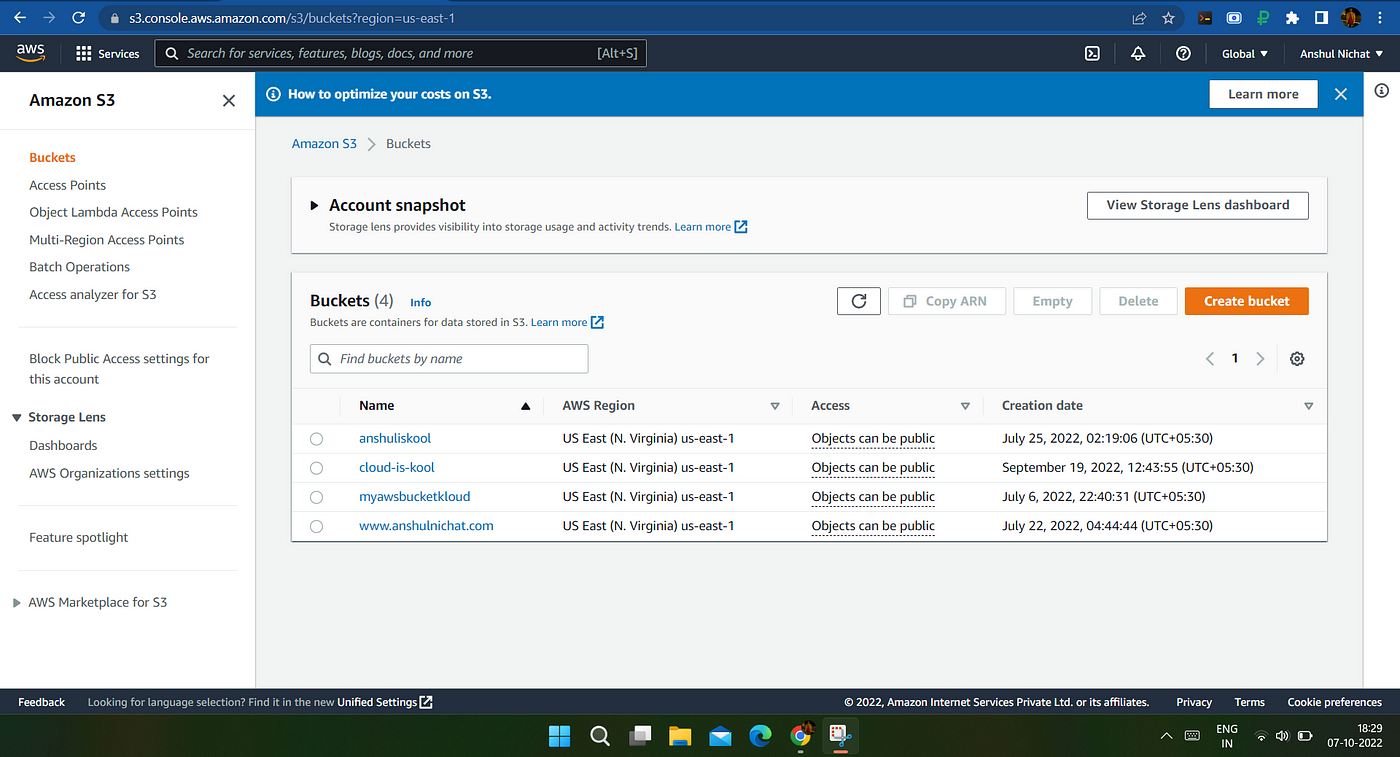 s3.console.aws.amazon.com/s3/buckets?region=us-east-1
aws
Services
Search for services, features, blogs, docs, and more
[Alt+S]
Global
Anshul Nichat
Amazon S3
How to optimize your costs on S3.
Learn more
Buckets
Access Points
Object Lambda Access Points
Multi-Region Access Points
Batch Operations
Access analyzer for S3
Block Public Access settings for
this account
Storage Lens
Dashboards
AWS Organizations settings
Feature spotlight
AWS Marketplace for S3
Amazon S3 Buckets
Account snapshot
Storage lens provides visibility into storage usage and activity trends. Learn more
View Storage Lens dashboard
Buckets (4) Info
Buckets are containers for data stored in S3. Learn more
Copy ARN
Empty
Delete
Create bucket
Find buckets by name
1
Name AWS Region Access Creation date
anshuliskool US East (N. Virginia) us-east-1 Objects can be public July 25, 2022, 02:19:06 (UTC+05:30)
cloud-is-kool US East (N. Virginia) us-east-1 Objects can be public September 19, 2022, 12:43:55 (UTC+05:30)
myawsbucketkloud US East (N. Virginia) us-east-1 Objects can be public July 6, 2022, 22:40:31 (UTC+05:30)
www.anshulnichat.com US East (N. Virginia) us-east-1 Objects can be public July 22, 2022, 04:44:44 (UTC+05:30)
Feedback
Looking for language selection? Find it in the new Unified Settings
© 2022, Amazon Internet Services Private Ltd. or its affiliates.
Privacy
Terms
Cookie preferences
ENG
IN
18:29
07-10-2022